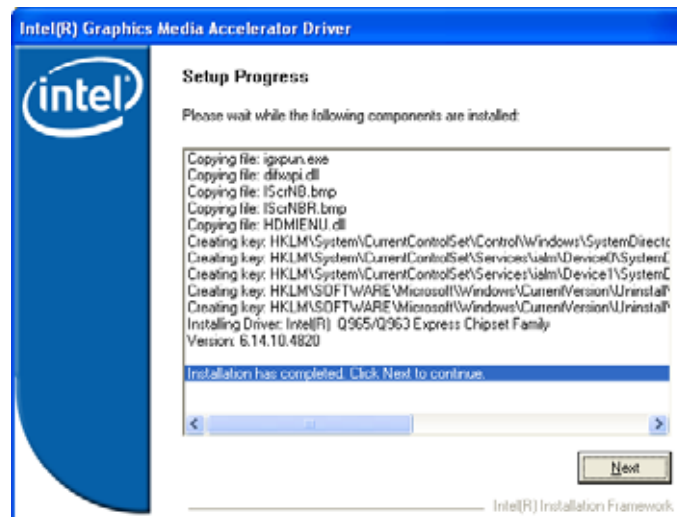 Intel(R) Graphics Media Accelerator Driver
intel
Setup Progress
Please wait while the following components are installed:
Copying file: igxpun.exe
Copying file: difxapi.dll
Copying file: IScrNB.bmp
Copying file: IScrNBR.bmp
Copying file: HDMIENU.dll
Creating key: HKLM\System\CurrentControlSet\Control\Windows\SystemDirecto
Creating key: HKLM\System\CurrentControlSet\Services\ialm\Device0\SystemD
Creating key: HKLM\System\CurrentControlSet\Services\ialm\Device1\SystemD
Creating key: HKLM\SOFTWARE\Microsoft\Windows\CurrentVersion\Uninstall\
Creating key: HKLM\SOFTWARE\Microsoft\Windows\CurrentVersion\Uninstall\
Installing Driver: Intel(R) Q965/Q963 Express Chipset Family
Version: 6.14.10.4820
Installation has completed. Click Next to continue.
Next
Intel(R) Installation Framework